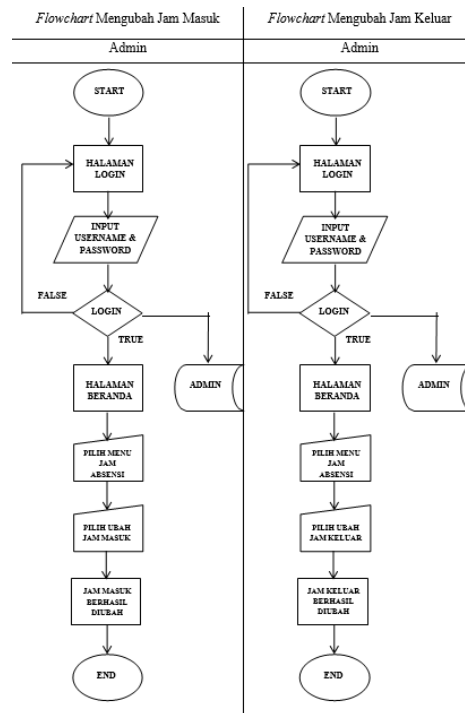 Flowchart Mengubah Jam Masuk
Admin
START
HALAMAN
LOGIN
INPUT
USERNAME &
PASSWORD
FALSE
LOGIN
TRUE
HALAMAN
BERANDA
ADMIN
PILIH MENU
JAM
ABSENSI
PILIH UBAH
JAM MASUK
JAM MASUK
BERHASIL
DIUBAH
END
Flowchart Mengubah Jam Keluar
Admin
START
HALAMAN
LOGIN
INPUT
USERNAME &
PASSWORD
FALSE
LOGIN
TRUE
HALAMAN
BERANDA
ADMIN
PILIH MENU
JAM
ABSENSI
PILIH UBAH
JAM KELUAR
JAM KELUAR
BERHASIL
DIUBAH
END